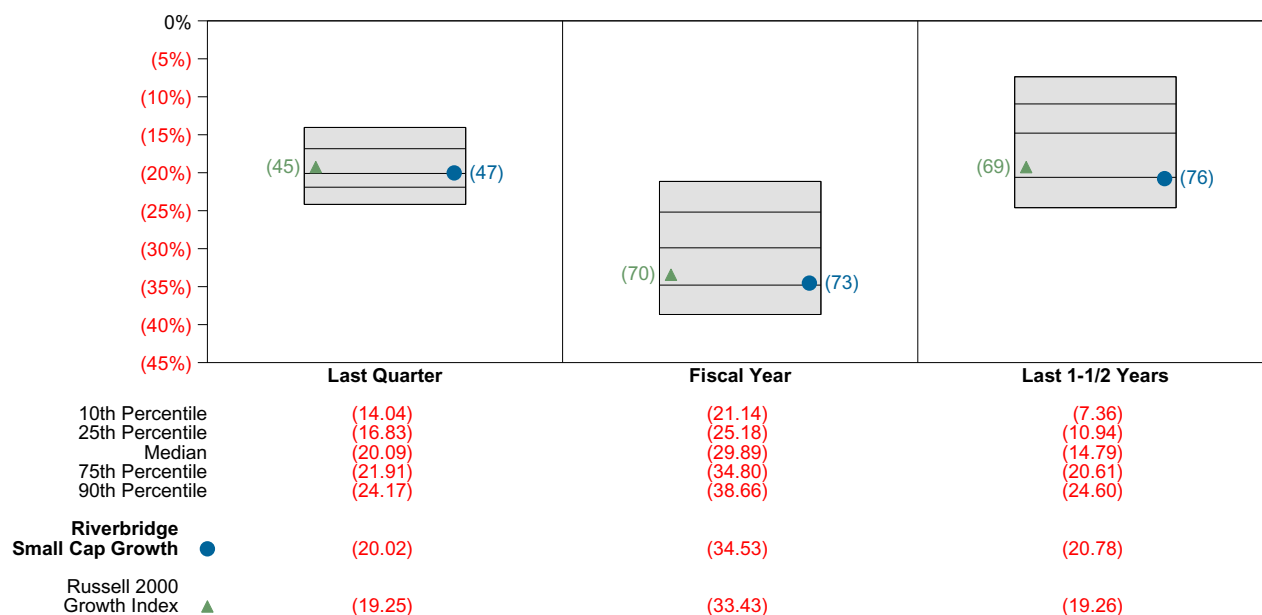 0%
(5%)
(10%)
(15%)
(20%)
(25%)
(30%)
(35%)
(40%)
(45%)
(45) (47)
(70) (73)
(69) (76)
Last Quarter Fiscal Year Last 1-1/2 Years
10th Percentile (14.04) (21.14) (7.36)
25th Percentile (16.83) (25.18) (10.94)
Median (20.09) (29.89) (14.79)
75th Percentile (21.91) (34.80) (20.61)
90th Percentile (24.17) (38.66) (24.60)
Riverbridge
Small Cap Growth (20.02) (34.53) (20.78)
Russell 2000
Growth Index (19.25) (33.43) (19.26)